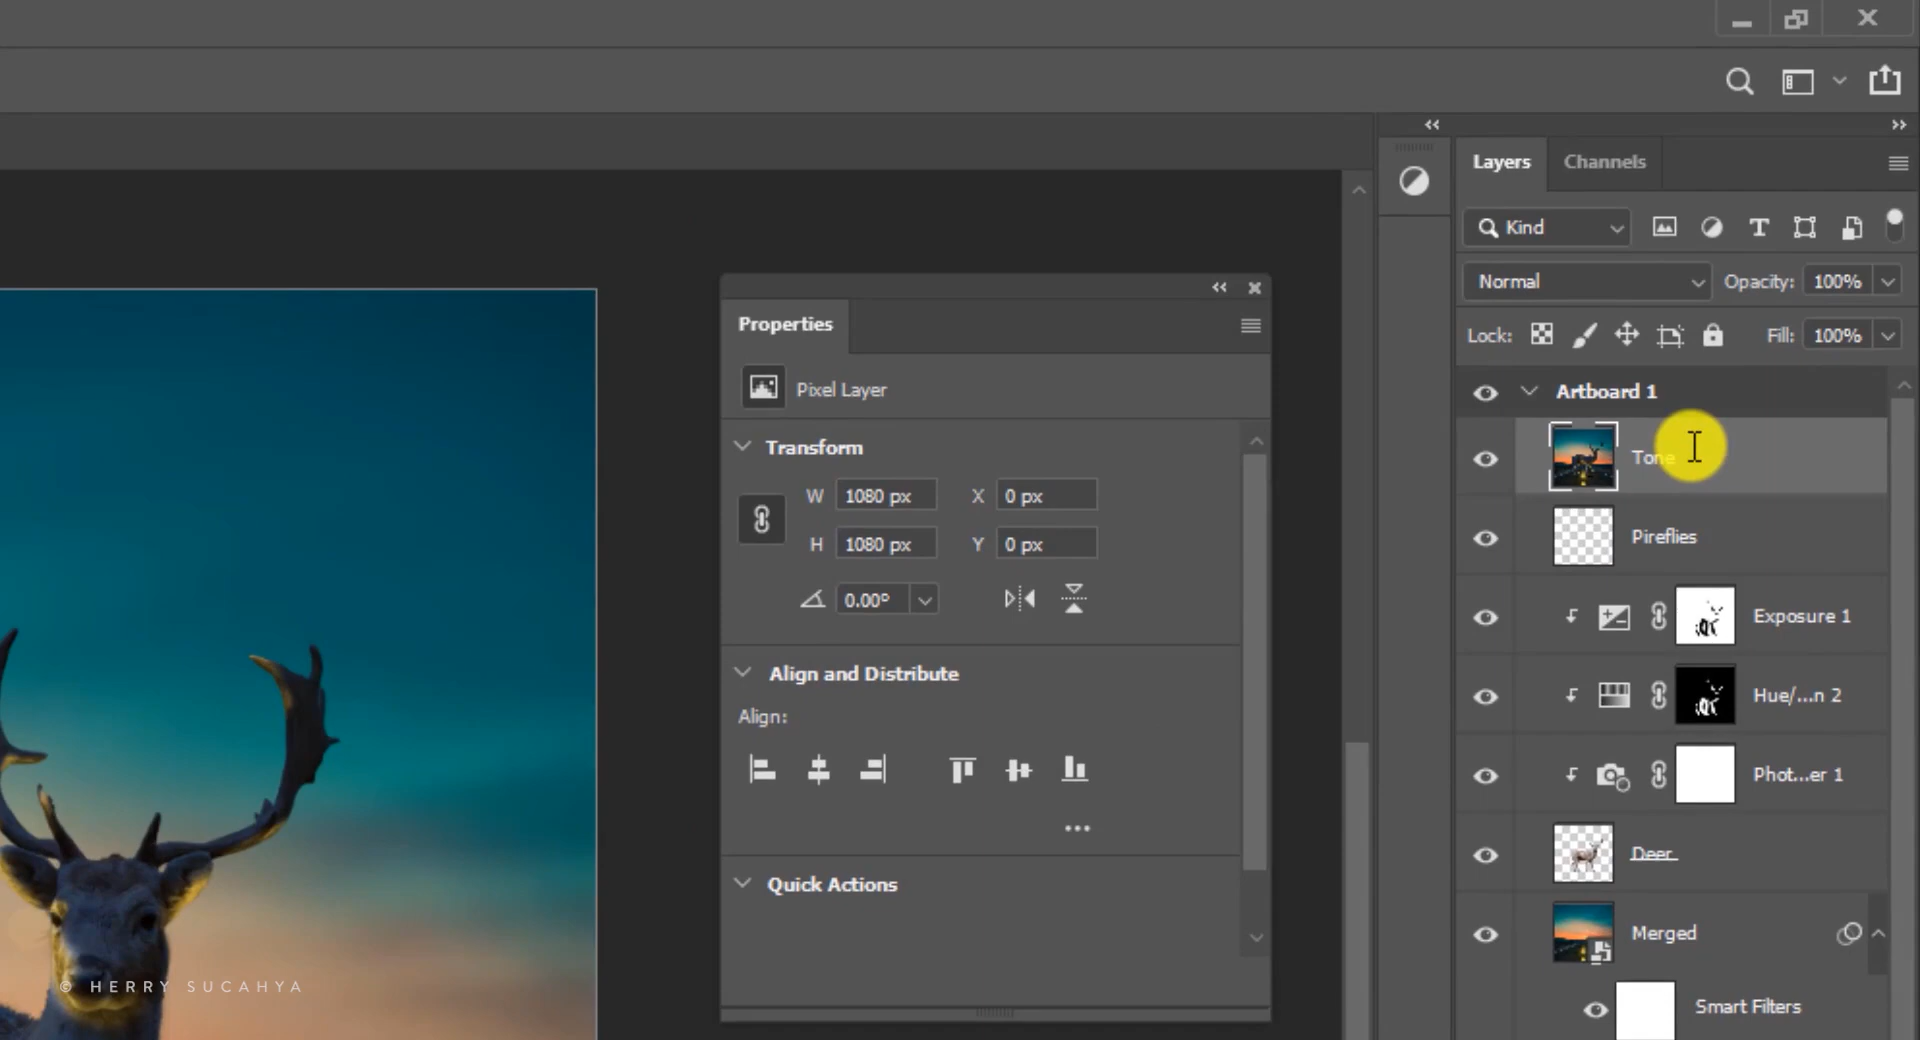 Layers
Channels
Kind
Normal
Opacity: 100%
Lock:
Fill: 100%
Properties
Pixel Layer
Artboard 1
Transform
Tone
W 1080 px X 0 px
H 1080 px Y 0 px
0.00°
Pireflies
Exposure 1
Align and Distribute
Align:
Hue/...n 2
Phot...er 1
Deer
Quick Actions
Merged
© HERRY SUCAHYA
Smart Filters